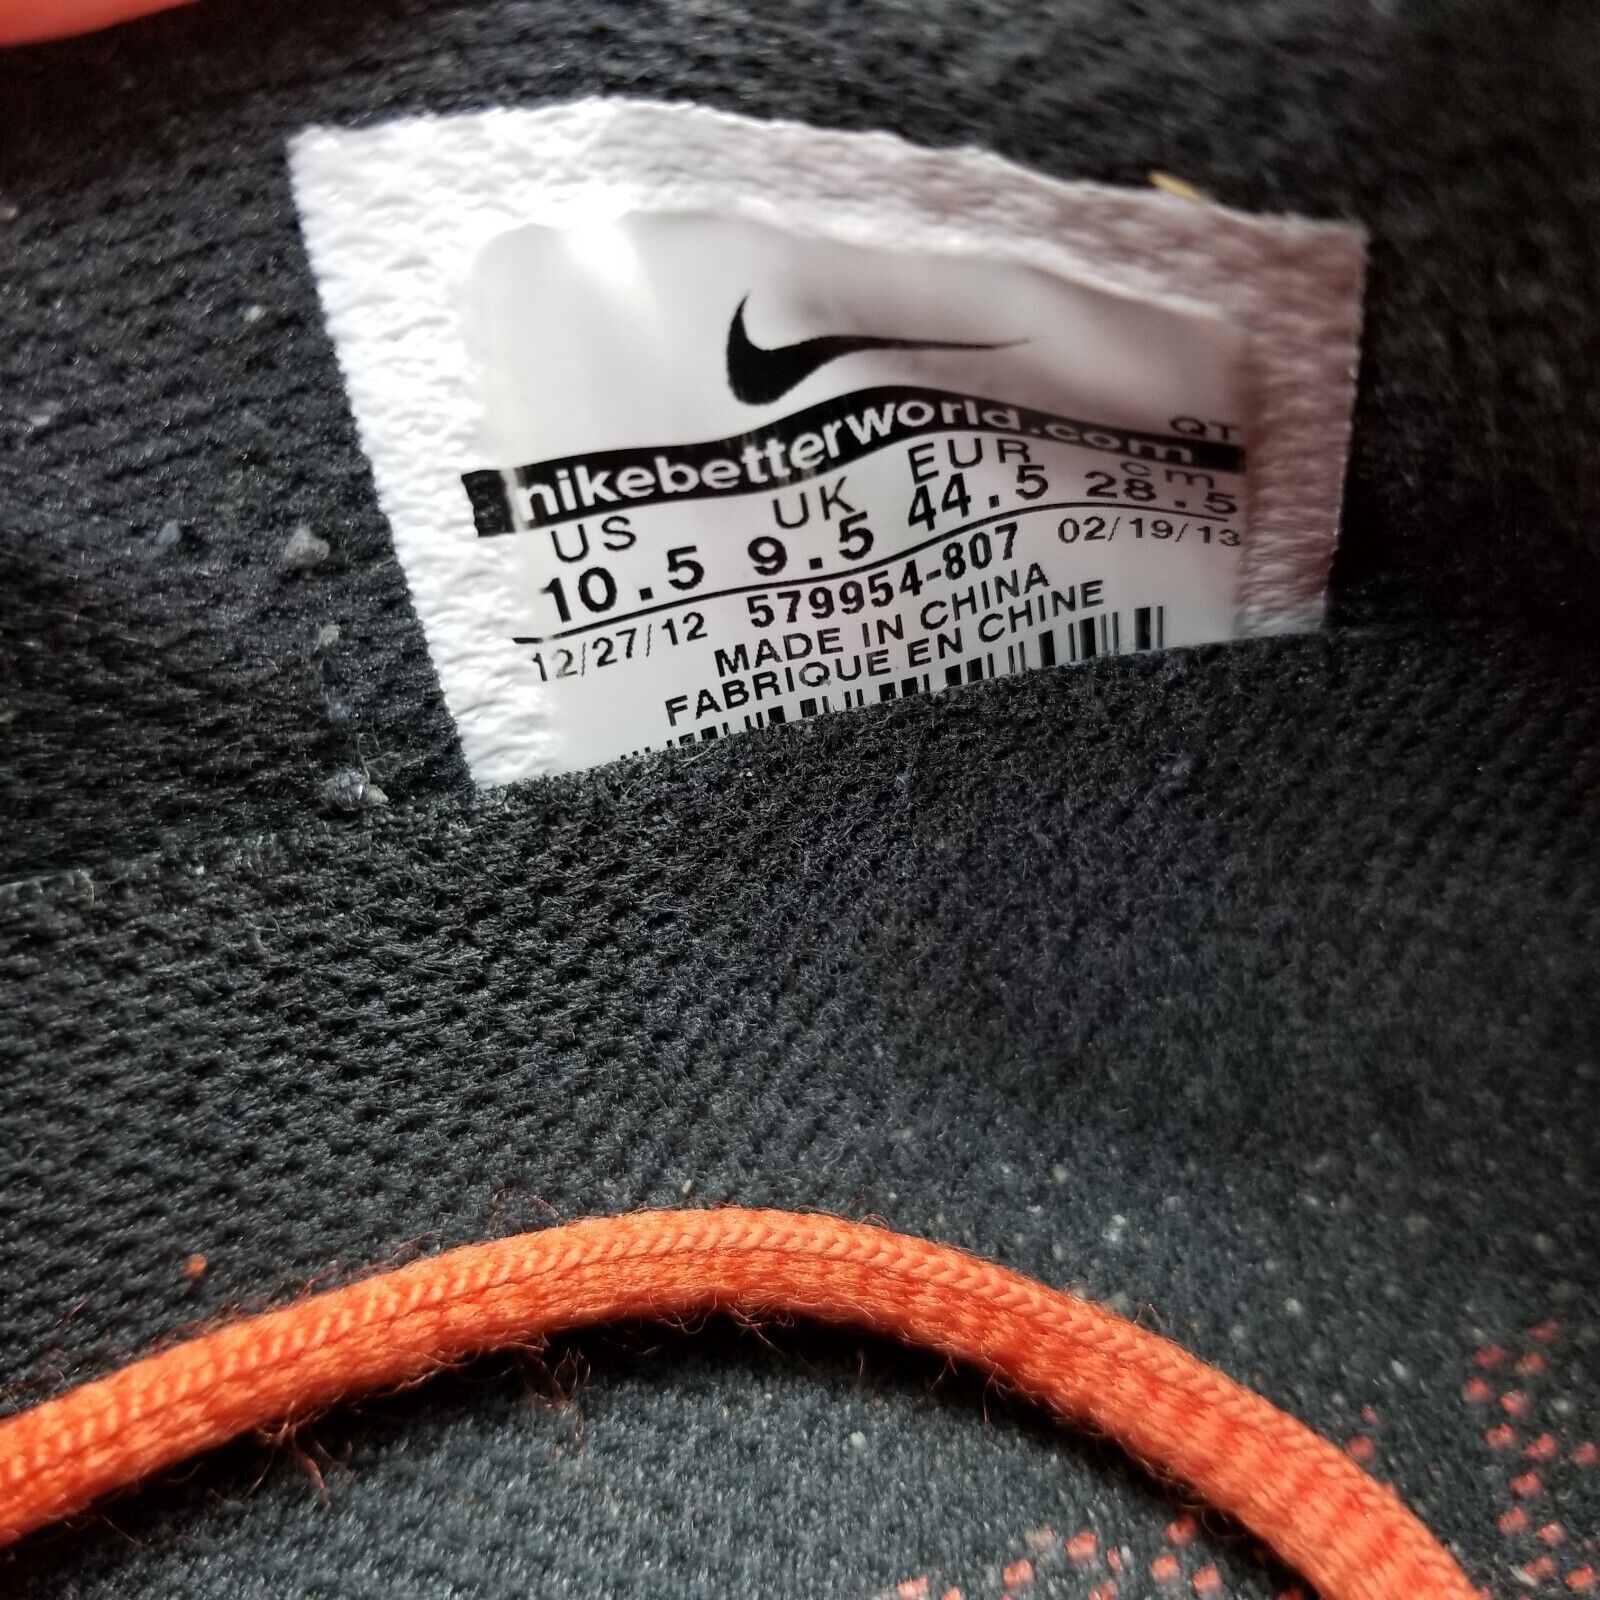 QT
nikebetterworld.com
US UK EUR cm
10.5 9.5 44.5 28.5
12/27/12 579954-807 02/19/13
MADE IN CHINA
FABRIQUE EN CHINE